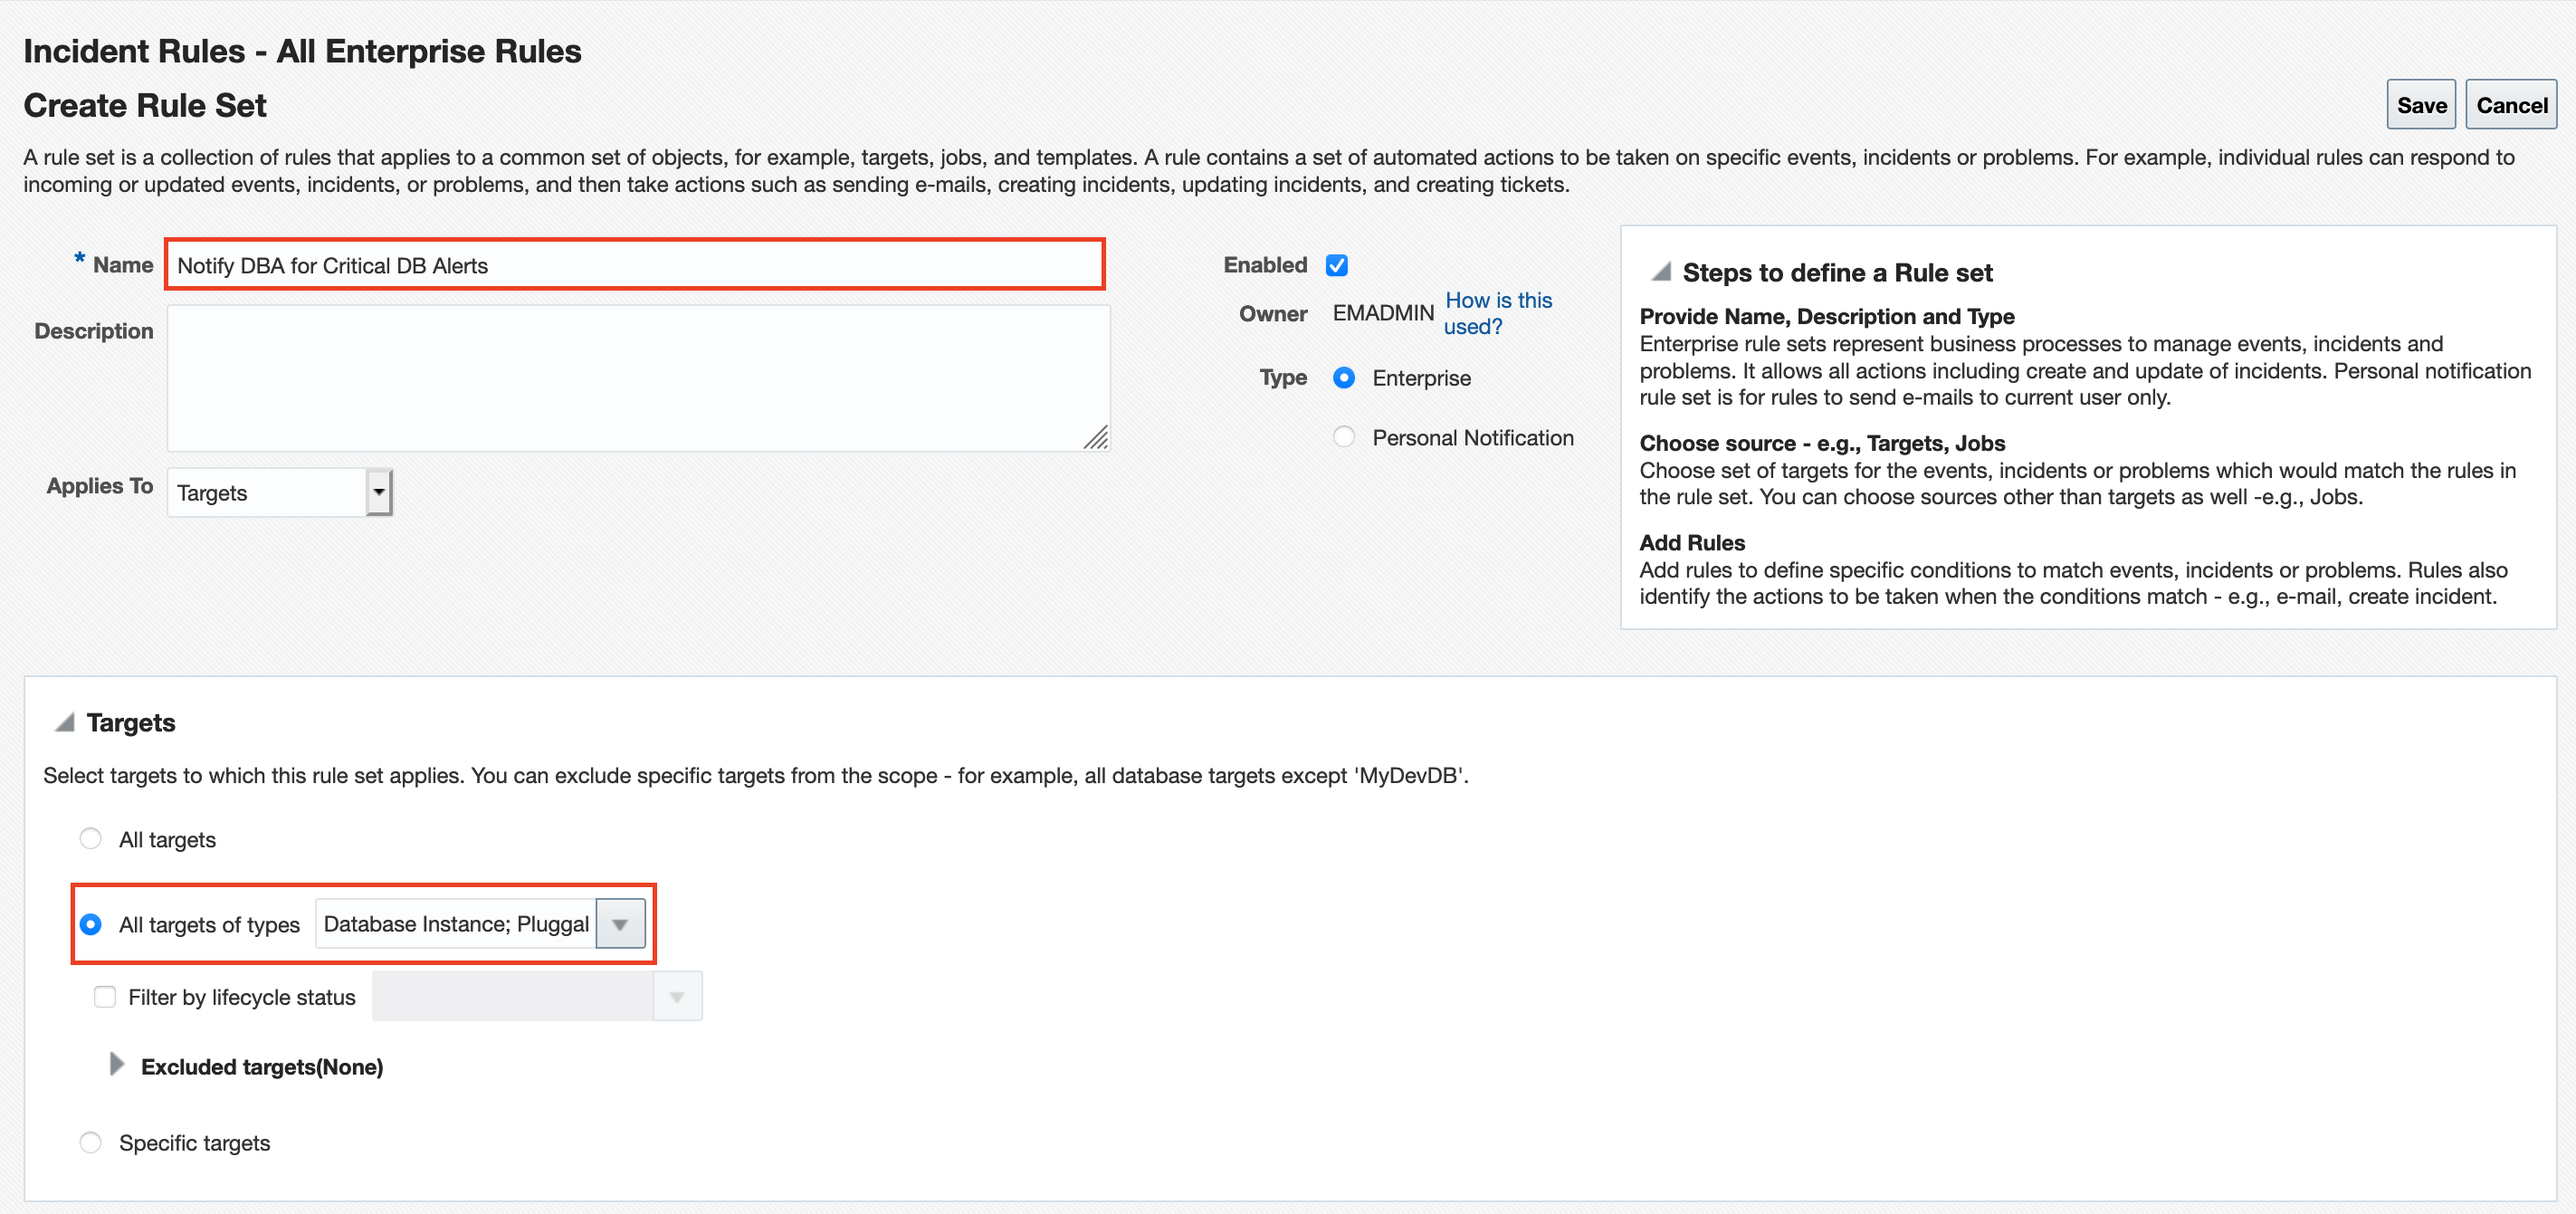 Incident Rules - All Enterprise Rules
Create Rule Set
Save
Cancel
A rule set is a collection of rules that applies to a common set of objects, for example, targets, jobs, and templates. A rule contains a set of automated actions to be taken on specific events, incidents or problems. For example, individual rules can respond to
incoming or updated events, incidents, or problems, and then take actions such as sending e-mails, creating incidents, updating incidents, and creating tickets.
* Name
Notify DBA for Critical DB Alerts
Description
Applies To
Targets
Enabled
Owner EMADMIN How is this
used?
Type
Enterprise
Personal Notification
Steps to define a Rule set
Provide Name, Description and Type
Enterprise rule sets represent business processes to manage events, incidents and
problems. It allows all actions including create and update of incidents. Personal notification
rule set is for rules to send e-mails to current user only.
Choose source - e.g., Targets, Jobs
Choose set of targets for the events, incidents or problems which would match the rules in
the rule set. You can choose sources other than targets as well -e.g., Jobs.
Add Rules
Add rules to define specific conditions to match events, incidents or problems. Rules also
identify the actions to be taken when the conditions match - e.g., e-mail, create incident.
Targets
Select targets to which this rule set applies. You can exclude specific targets from the scope - for example, all database targets except 'MyDevDB'.
All targets
All targets of types Database Instance; Pluggal
Filter by lifecycle status
Excluded targets(None)
Specific targets